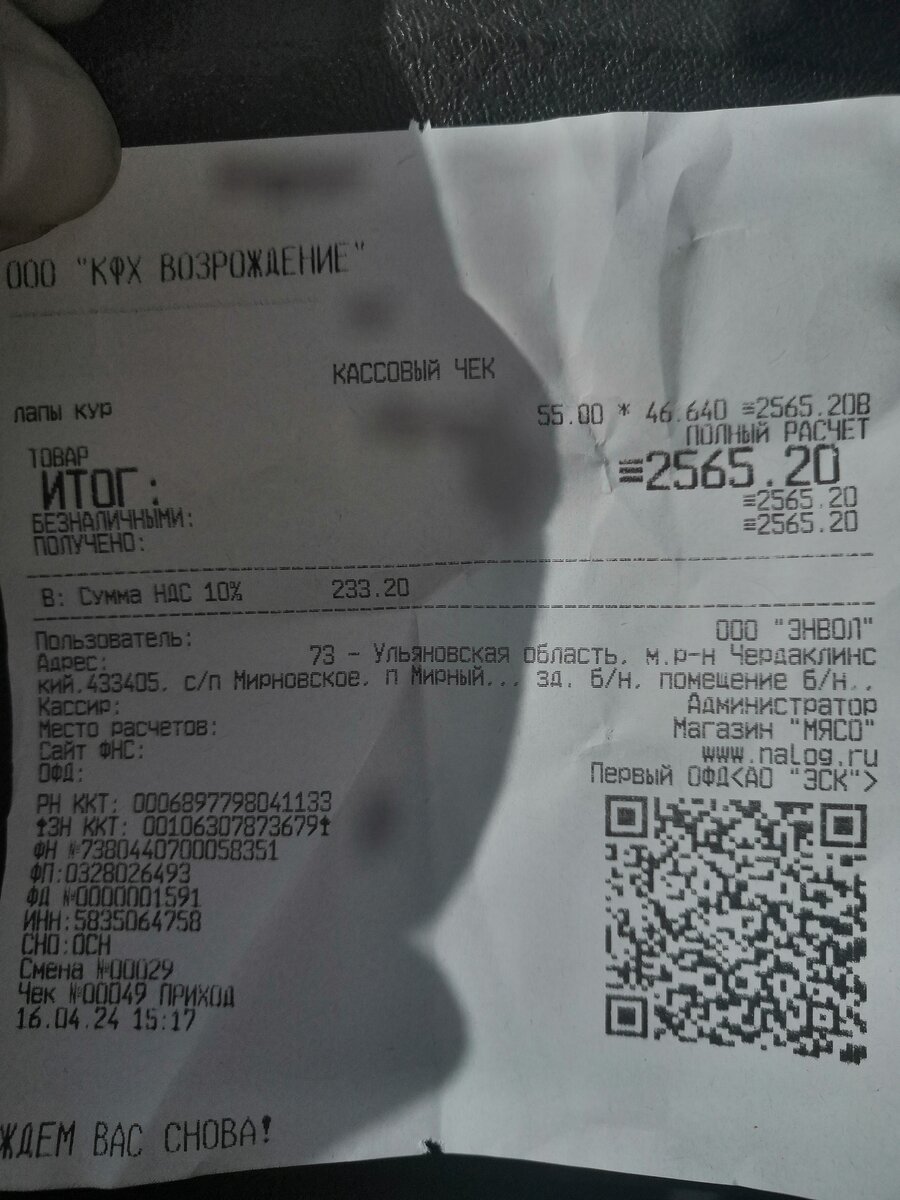 ООО "КФХ ВОЗРОЖДЕНИЕ"
КАССОВЫЙ ЧЕК
лапы кур 55.00 * 46.640 ≡2565.20В
ПОЛНЫЙ РАСЧЕТ
ТОВАР
ИТОГ: ≡2565.20
БЕЗНАЛИЧНЫМИ: ≡2565.20
ПОЛУЧЕНО: ≡2565.20
В: Сумма НДС 10% 233.20
Пользователь: ООО "ЭНВОЛ"
Адрес: 73 - Ульяновская область, м.р-н Чердаклинс
кий,433405, с/п Мирновское, п Мирный,,, зд. б/н, помещение б/н,,
Кассир: Администратор
Место расчетов: Магазин "МЯСО"
Сайт ФНС: www.nalog.ru
ОФД: Первый ОФД<АО "ЭСК">
РН ККТ: 0006897798041133
↑ЗН ККТ: 00106307873679↑
ФН №7380440700058351
ФП:0328026493
ФД №0000001591
ИНН:5835064758
СНО:ОСН
Смена №00029
Чек №00049 ПРИХОД
16.04.24 15:17
ЖДЕМ ВАС СНОВА!